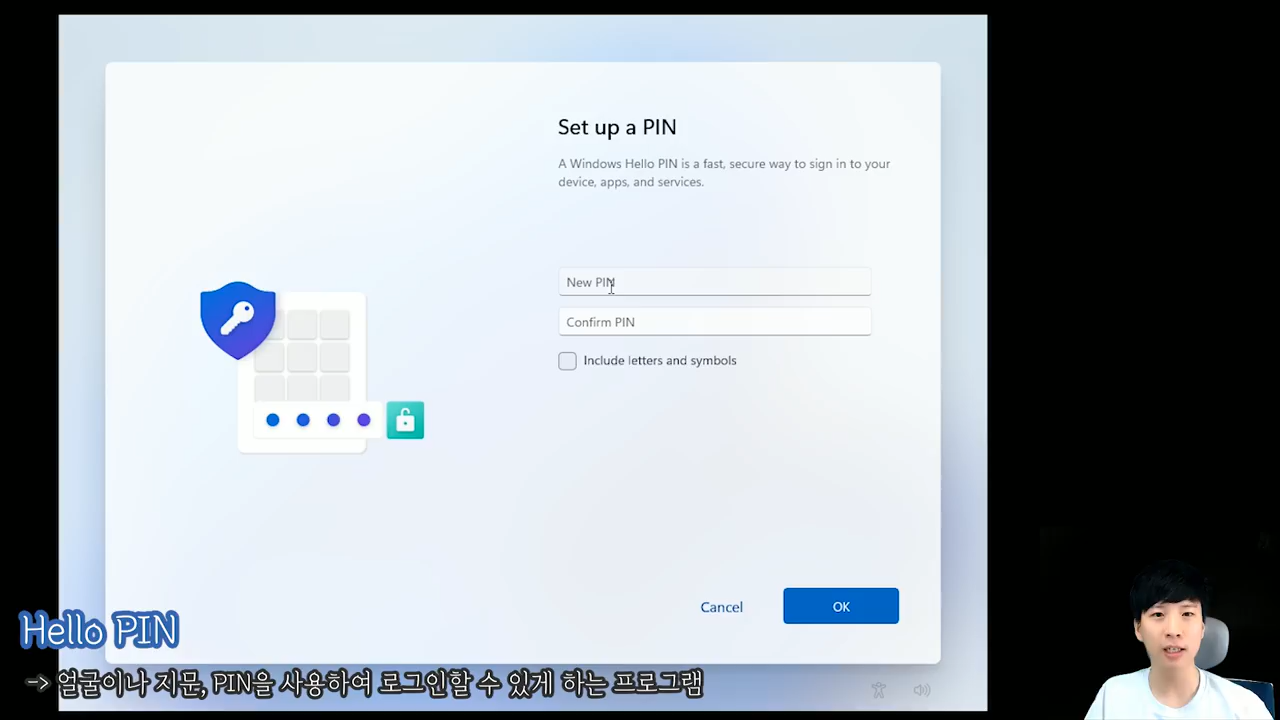 Set up a PIN
A Windows Hello PIN is a fast, secure way to sign in to your
device, apps, and services.
New PIN
Confirm PIN
Include letters and symbols
Cancel
OK
Hello PIN
-> 얼굴이나 지문, PIN을 사용하여 로그인할 수 있게 하는 프로그램